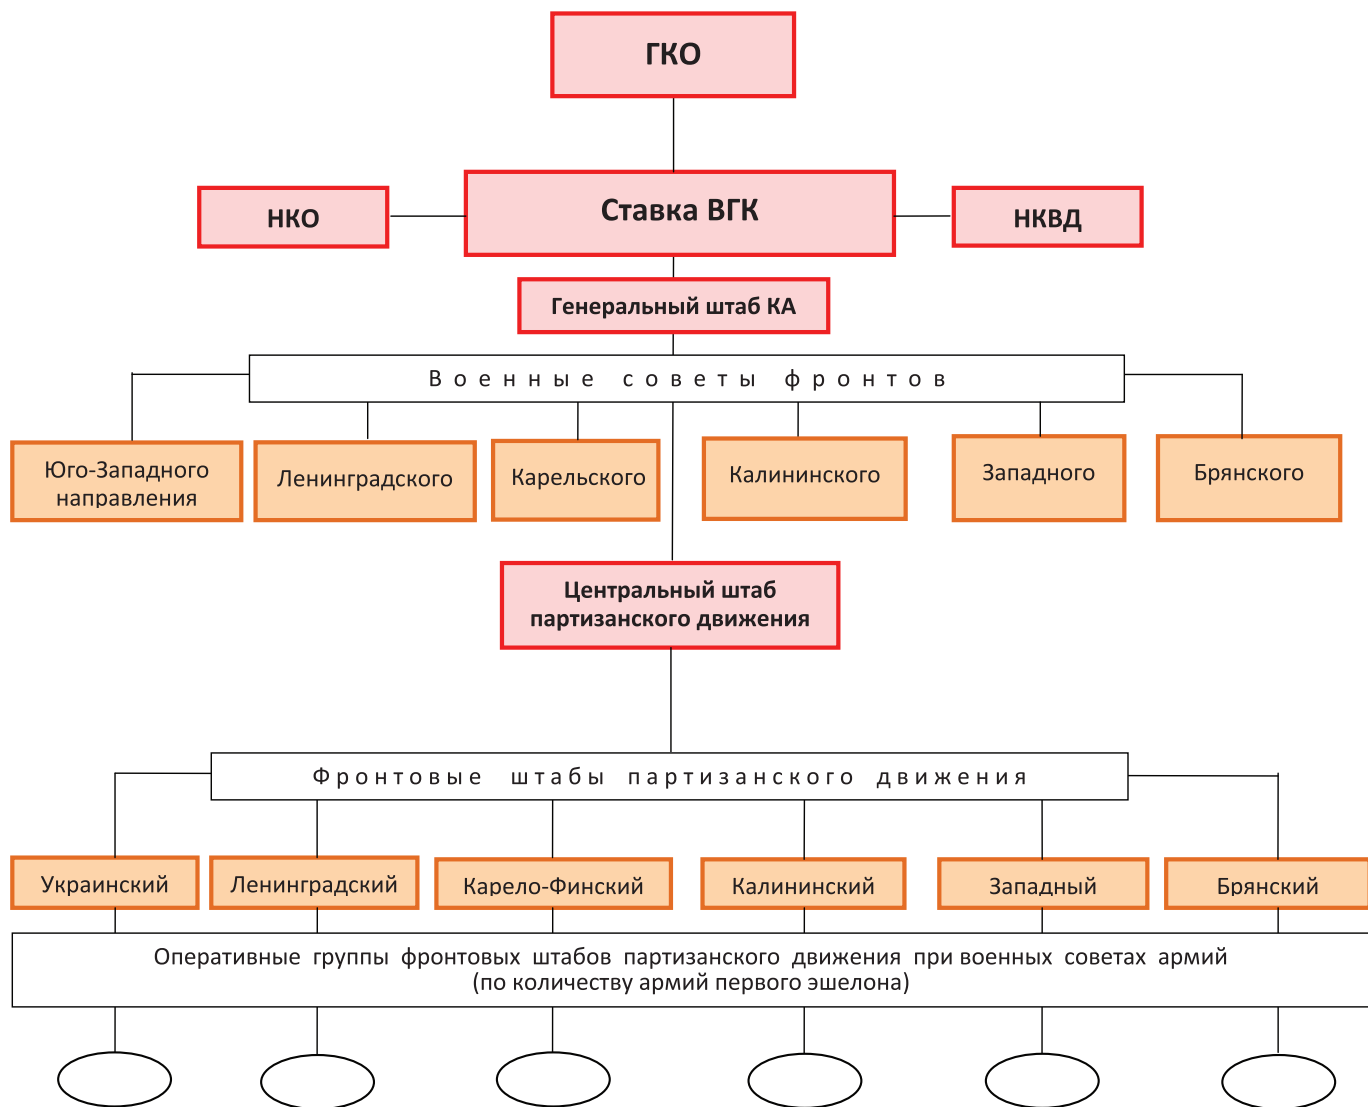 ГКО
НКО
Ставка ВГК
НКВД
Генеральный штаб КА
Военные советы фронтов
Юго-Западного
направления
Ленинградского
Карельского
Калининского
Западного
Брянского
Центральный штаб
партизанского движения
Фронтовые штабы партизанского движения
Украинский
Ленинградский
Карело-Финский
Калининский
Западный
Брянский
Оперативные группы фронтовых штабов партизанского движения при военных советах армий
(по количеству армий первого эшелона)